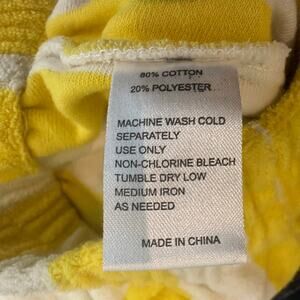 80% COTTON
20% POLYESTER
MACHINE WASH COLD
SEPARATELY
USE ONLY
NON-CHLORINE BLEACH
TUMBLE DRY LOW
MEDIUM IRON
AS NEEDED
MADE IN CHINA